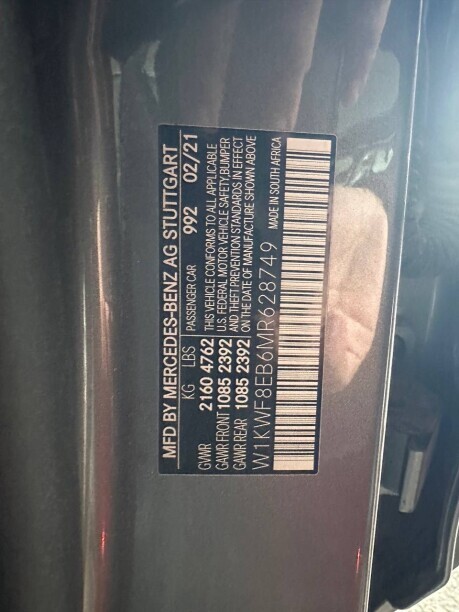 MFD BY MERCEDES-BENZ AG STUTTGART
KG LBS PASSENGER CAR 992 02/21
GVWR 2160 4762 THIS VEHICLE CONFORMS TO ALL APPLICABLE
GAWR FRONT 1085 2392 U.S. FEDERAL MOTOR VEHICLE SAFETY, BUMPER
GAWR REAR 1085 2392 AND THEFT PREVENTION STANDARDS IN EFFECT
ON THE DATE OF MANUFACTURE SHOWN ABOVE
W1KWF8EB6MR628749 MADE IN SOUTH AFRICA